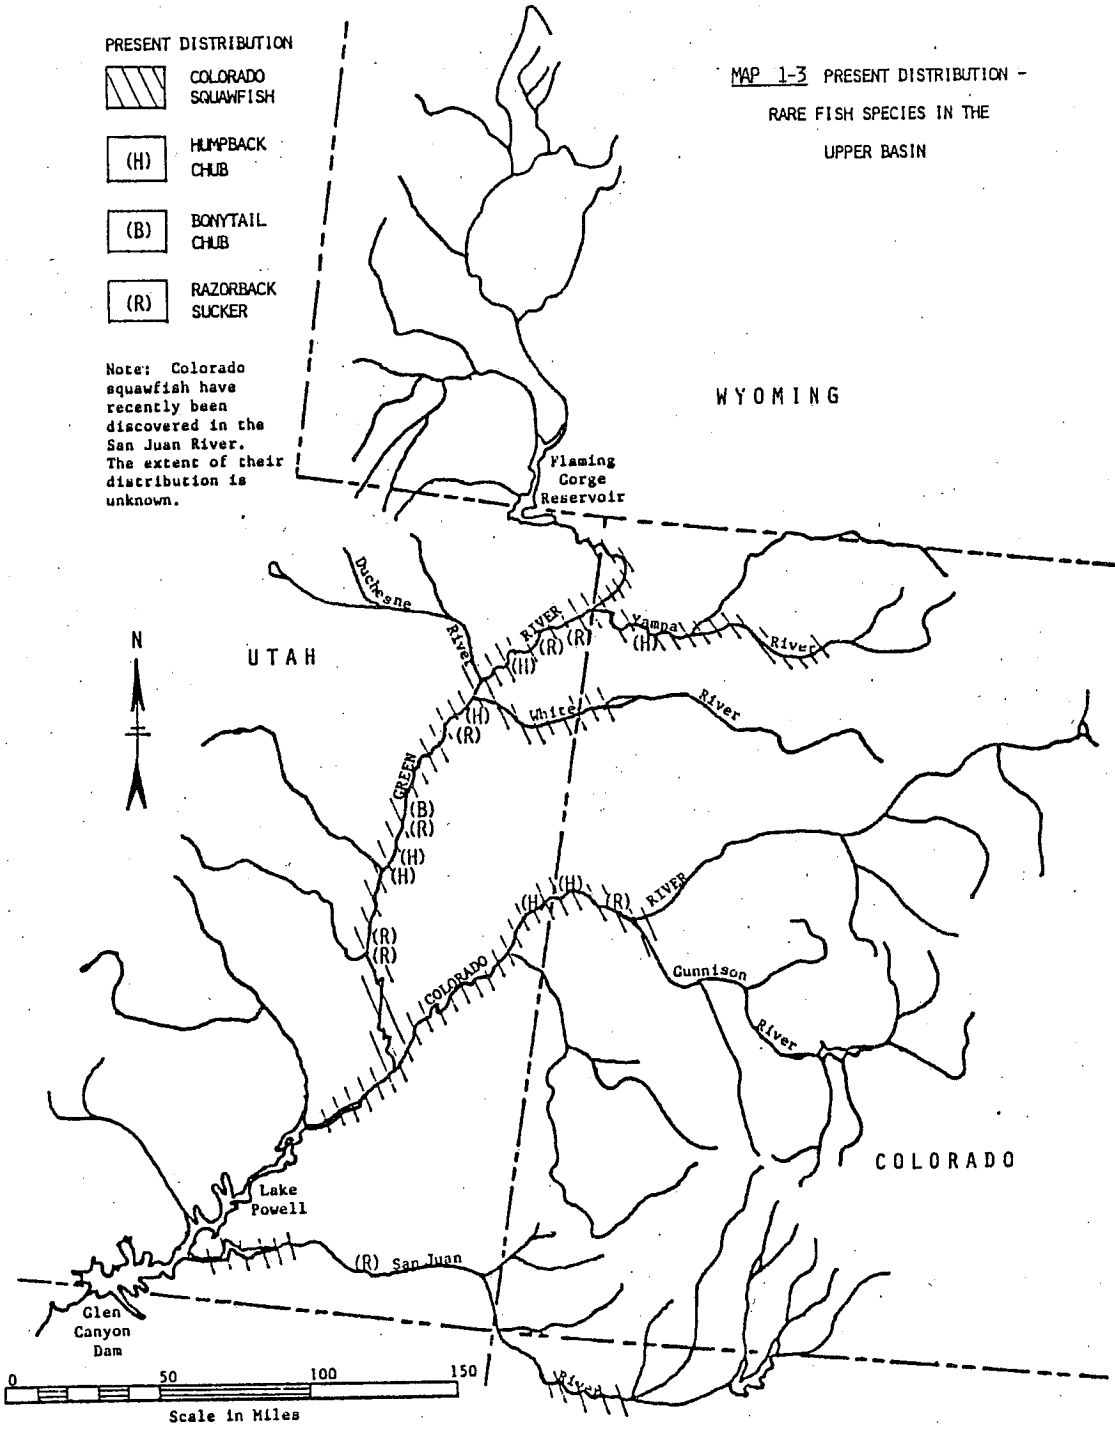 PRESENT DISTRIBUTION
COLORADO
SQUAWFISH
(H)
HUMPBACK
CHUB
(B)
BONYTAIL
CHUB
(R)
RAZORBACK
SUCKER
Note: Colorado
squawfish have
recently been
discovered in the
San Juan River.
The extent of their
distribution is
unknown.
MAP 1-3 PRESENT DISTRIBUTION -
RARE FISH SPECIES IN THE
UPPER BASIN
WYOMING
Flaming
Gorge
Reservoir
Duchesne
River
RIVER
Yampa
River
(R)
(R)
(H)
(H)
N
UTAH
White
River
(H)
(R)
GREEN
(B)
(R)
(H)
(H)
(H)
(H)
(R)
RIVER
(R)
(R)
COLORADO
Gunnison
River
COLORADO
Lake
Powell
(R) San Juan
Glen
Canyon
Dam
River
0 50 100 150
Scale in Miles